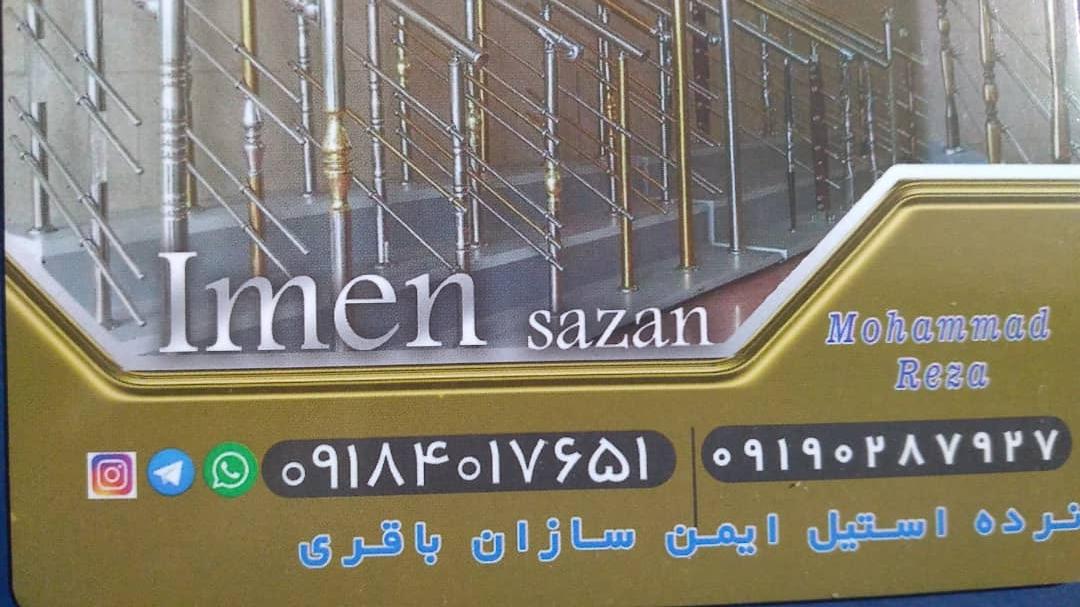 Imen sazan
Mohammad
Reza
۰۹۱۸۴۰۱۷۶۵۱
۰۹۱۹۰۲۸۷۹۲۷
نرده استیل ایمن سازان باقری